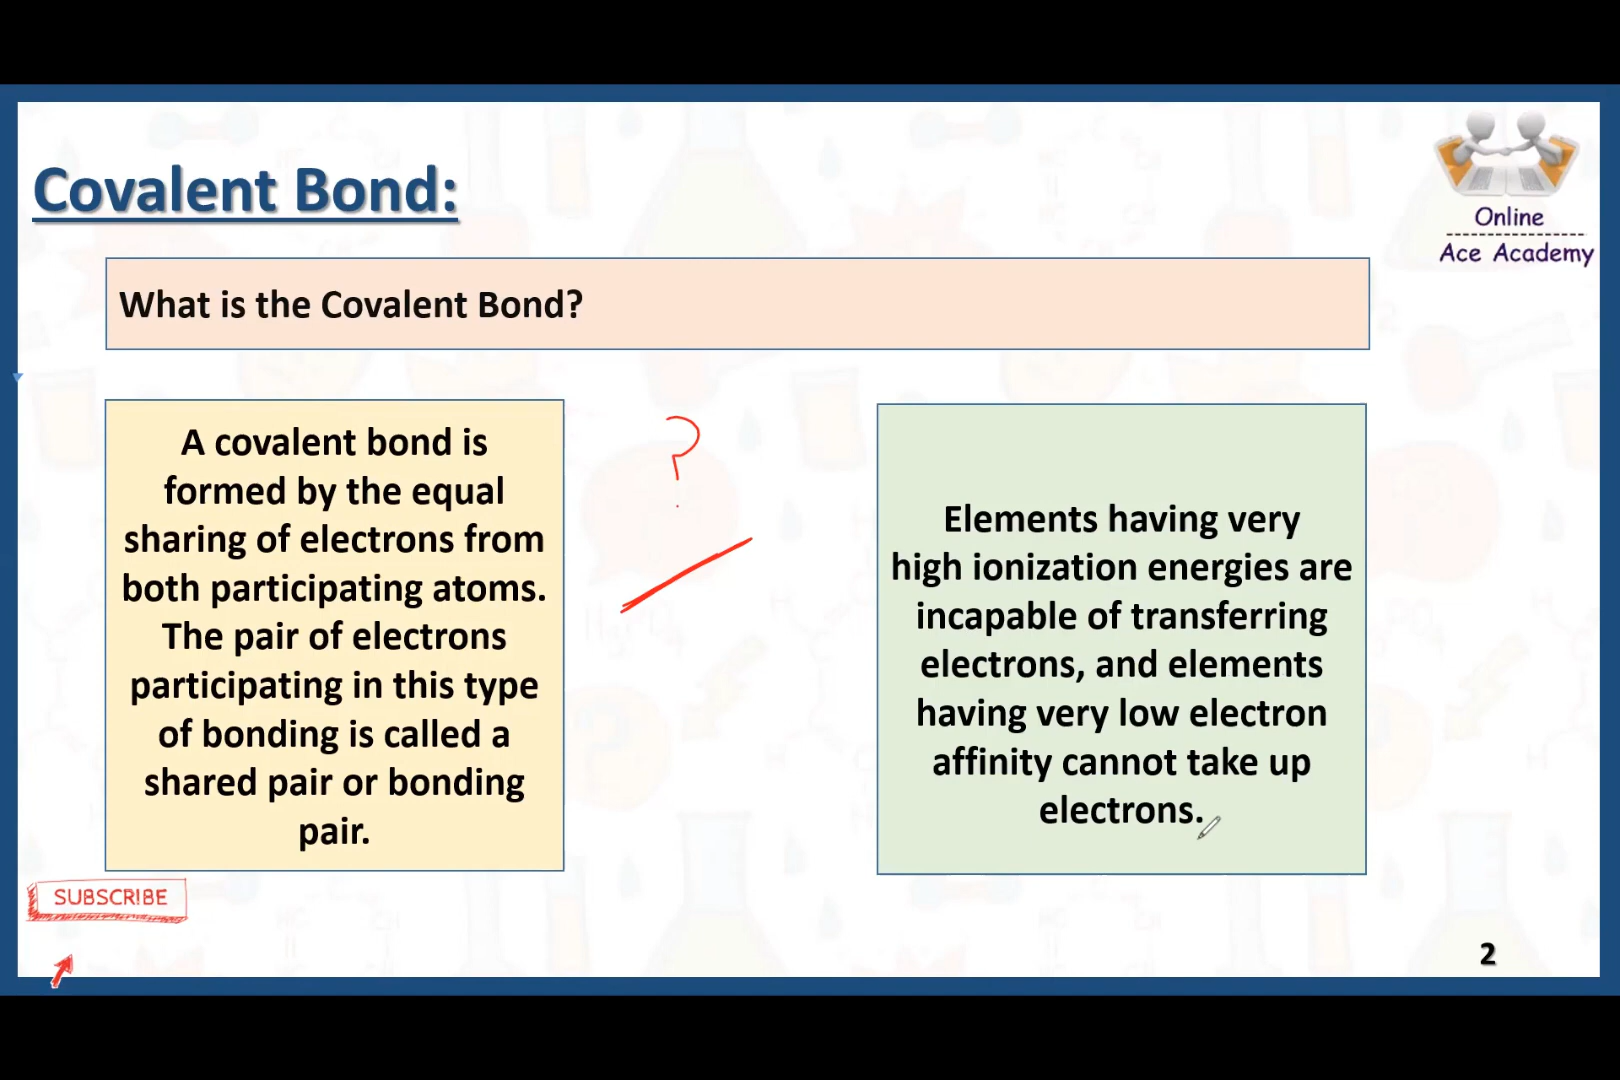 Covalent Bond:
Online
Ace Academy
What is the Covalent Bond?
A covalent bond is
formed by the equal
sharing of electrons from
both participating atoms.
The pair of electrons
participating in this type
of bonding is called a
shared pair or bonding
pair.
?
Elements having very
high ionization energies are
incapable of transferring
electrons, and elements
having very low electron
affinity cannot take up
electrons.
SUBSCRIBE
2